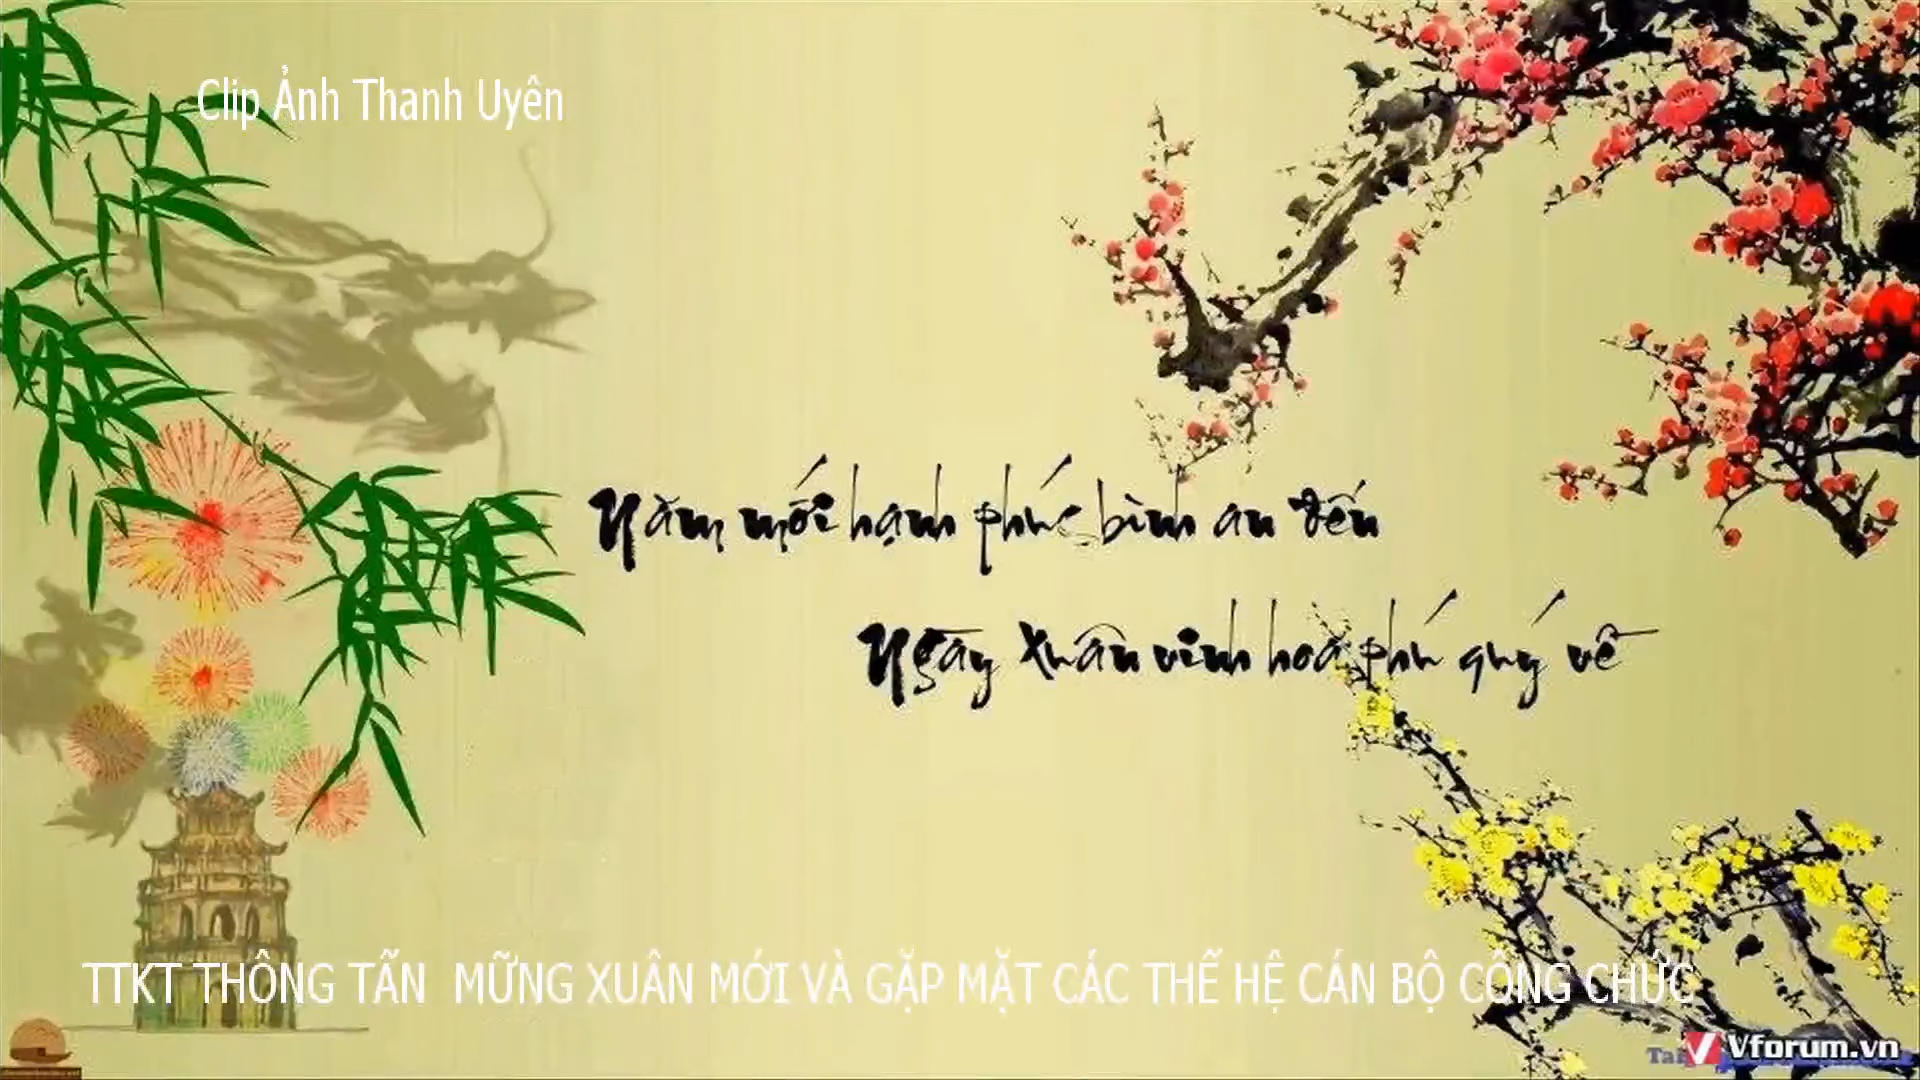 Clip Ảnh Thanh Uyên
Năm mới hạnh phúc bình an đến
Ngày xuân vinh hoa phú quý về
TTKT THÔNG TẤN MỪNG XUÂN MỚI VÀ GẶP MẶT CÁC THẾ HỆ CÁN BỘ CÔNG CHỨC
Vforum.vn